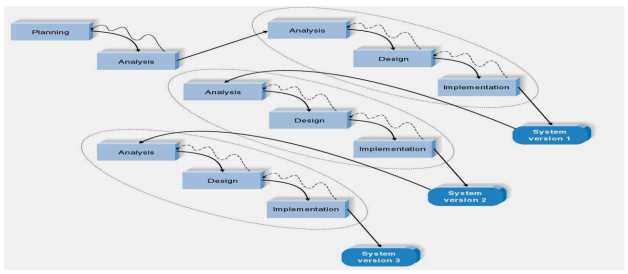 Planning
Analysis
Analysis
Design
Implementation
System
version 1
Analysis
Design
Implementation
System
version 2
Analysis
Design
Implementation
System
version 3